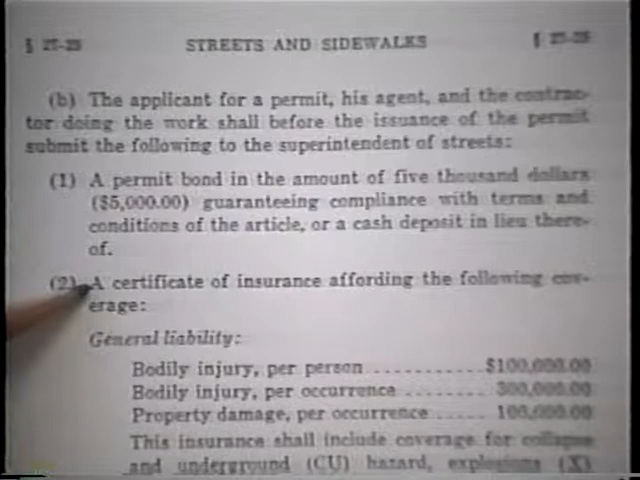 § 27-25 STREETS AND SIDEWALKS § 27-25
(b) The applicant for a permit, his agent, and the contrac-
tor doing the work shall before the issuance of the permit
submit the following to the superintendent of streets:
(1) A permit bond in the amount of five thousand dollars
($5,000.00) guaranteeing compliance with terms and
conditions of the article, or a cash deposit in lieu there-
of.
(2) A certificate of insurance affording the following cov-
erage:
General liability:
Bodily injury, per person ........... $100,000.00
Bodily injury, per occurrence ........ 300,000.00
Property damage, per occurrence ..... 100,000.00
This insurance shall include coverage for collapse
and underground (CU) hazard, explosions (X)